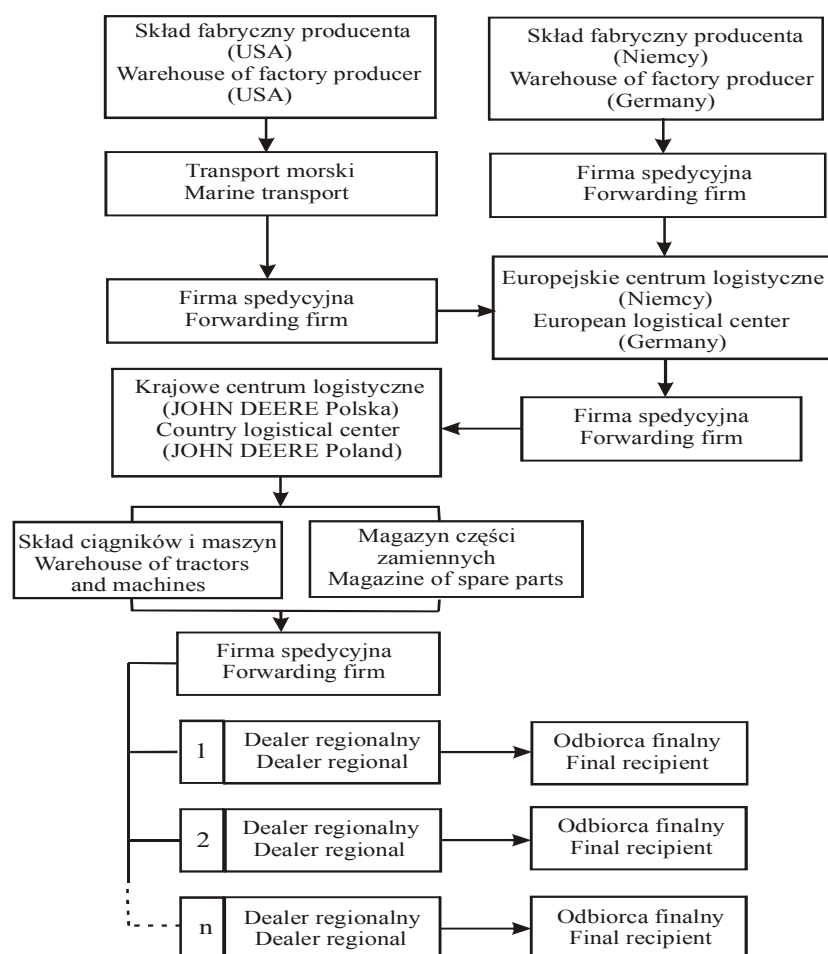 Skład fabryczny producenta
(USA)
Warehouse of factory producer
(USA)
Skład fabryczny producenta
(Niemcy)
Warehouse of factory producer
(Germany)
Transport morski
Marine transport
Firma spedycyjna
Forwarding firm
Firma spedycyjna
Forwarding firm
Europejskie centrum logistyczne
(Niemcy)
European logistical center
(Germany)
Krajowe centrum logistyczne
(JOHN DEERE Polska)
Country logistical center
(JOHN DEERE Poland)
Firma spedycyjna
Forwarding firm
Skład ciągników i maszyn
Warehouse of tractors
and machines
Magazyn części
zamiennych
Magazine of spare parts
Firma spedycyjna
Forwarding firm
1
Dealer regionalny
Dealer regional
Odbiorca finalny
Final recipient
2
Dealer regionalny
Dealer regional
Odbiorca finalny
Final recipient
n
Dealer regionalny
Dealer regional
Odbiorca finalny
Final recipient